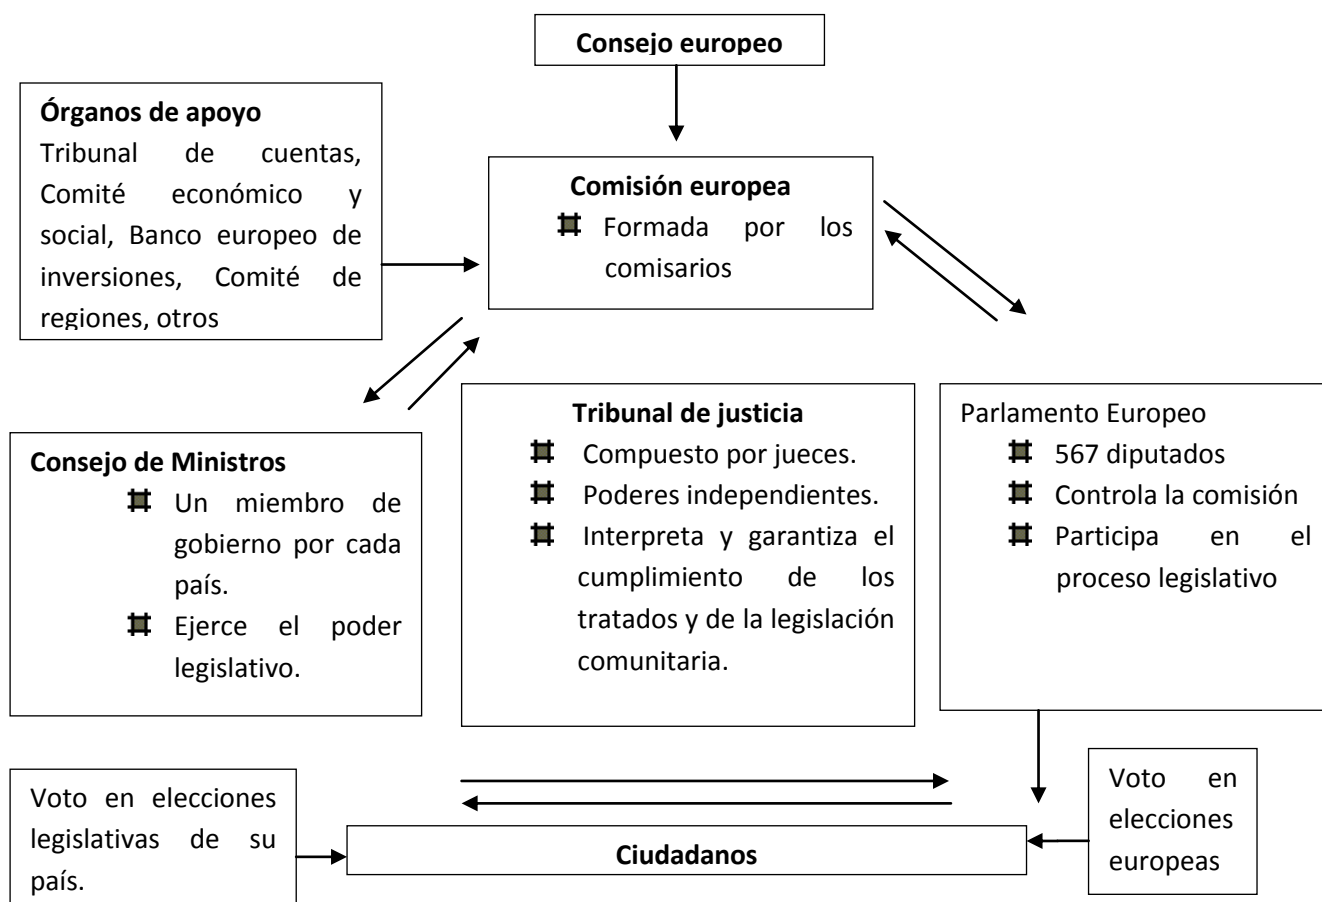 Consejo europeo
Órganos de apoyo
Tribunal de cuentas,
Comité económico y
social, Banco europeo de
inversiones, Comité de
regiones, otros
Comisión europea
Formada por los
comisarios
Consejo de Ministros
Un miembro de
gobierno por cada
país.
Ejerce el poder
legislativo.
Tribunal de justicia
Compuesto por jueces.
Poderes independientes.
Interpreta y garantiza el
cumplimiento de los
tratados y de la legislación
comunitaria.
Parlamento Europeo
567 diputados
Controla la comisión
Participa en el
proceso legislativo
Voto en elecciones
legislativas de su
país.
Ciudadanos
Voto en
elecciones
europeas